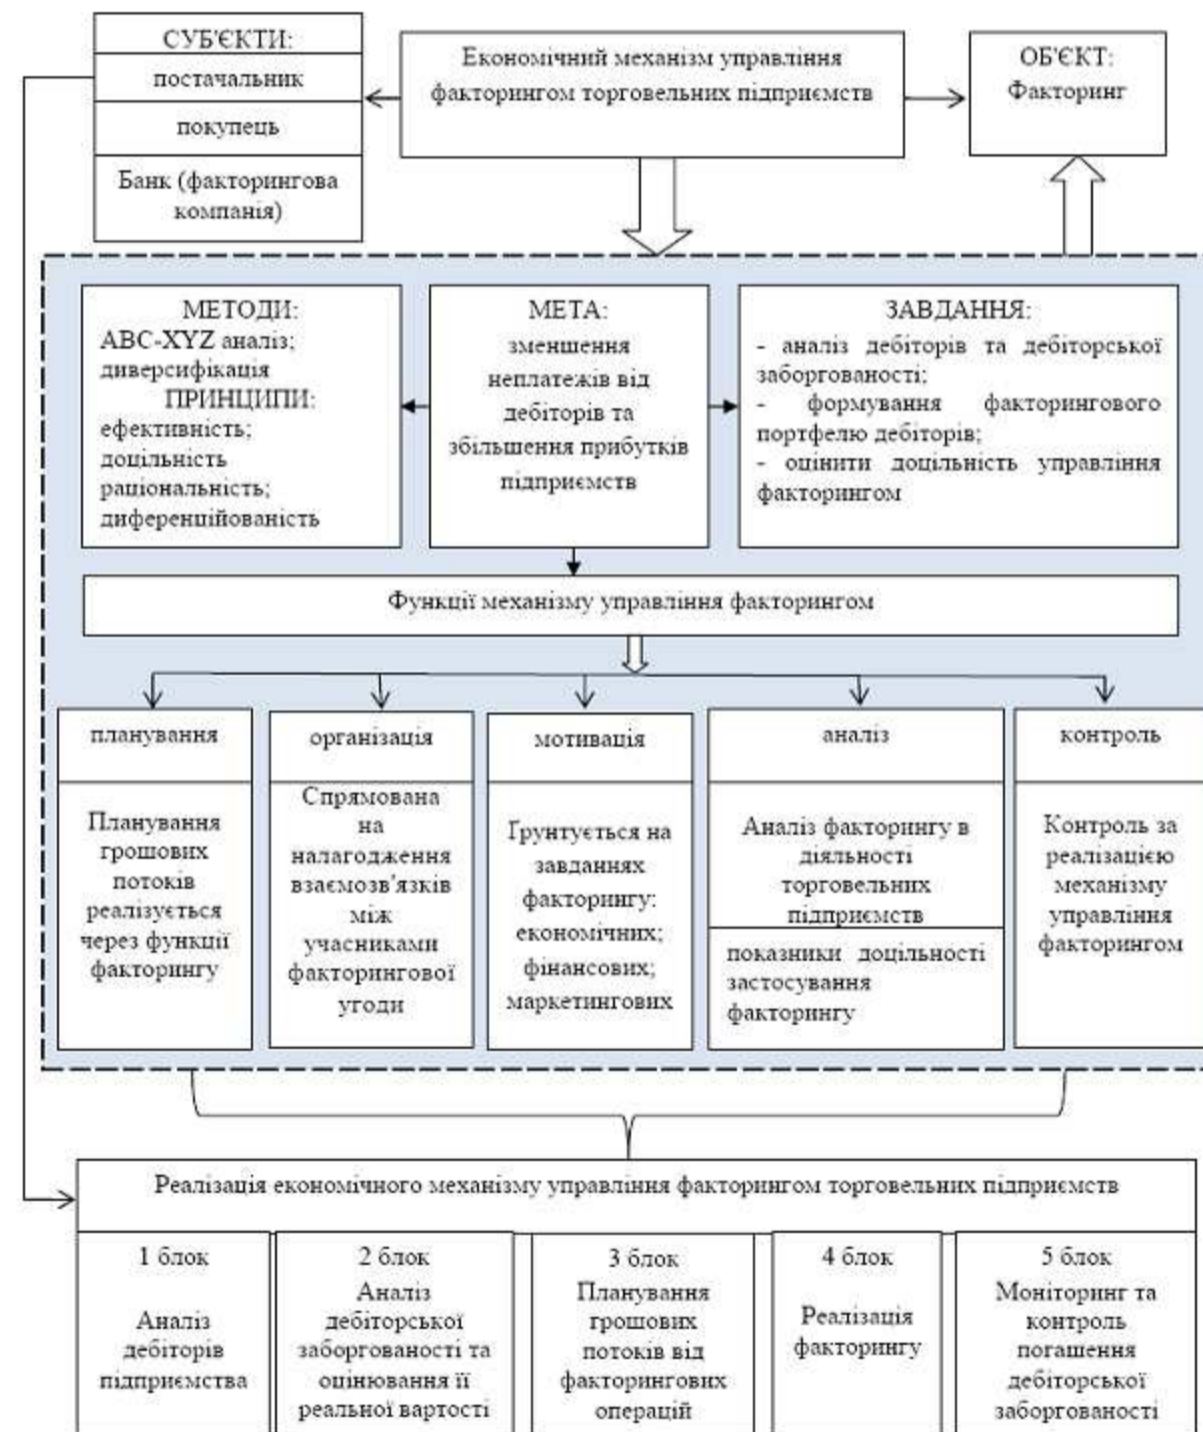 СУБ'ЄКТИ:
постачальник
покупець
Банк (факторингова
компанія)
Економічний механізм управління
факторингом торговельних підприємств
ОБ'ЄКТ:
Факторинг
МЕТОДИ:
ABC-XYZ аналіз;
диверсифікація
ПРИНЦИПИ:
ефективність;
доцільність
раціональність;
диференційованість
МЕТА:
зменшення
неплатежів від
дебіторів та
збільшення прибутків
підприємств
ЗАВДАННЯ:
- аналіз дебіторів та дебіторської
заборгованості;
- формування факторингового
портфелю дебіторів;
- оцінити доцільність управління
факторингом
Функції механізму управління факторингом
планування
Планування
грошових
потоків
реалізується
через функції
факторингу
організація
Спрямована
на
налагодження
взаємозв'язків
між
учасниками
факторингової
угоди
мотивація
Ґрунтується на
завданнях
факторингу:
економічних;
фінансових;
маркетингових
аналіз
Аналіз факторингу в
діяльності
торговельних
підприємств
показники доцільності
застосування
факторингу
контроль
Контроль за
реалізацією
механізму
управління
факторингом
Реалізація економічного механізму управління факторингом торговельних підприємств
1 блок
Аналіз
дебіторів
підприємства
2 блок
Аналіз
дебіторської
заборгованості та
оцінювання її
реальної вартості
3 блок
Планування
грошових
потоків від
факторингових
операцій
4 блок
Реалізація
факторингу
5 блок
Моніторинг та
контроль
погашення
дебіторської
заборгованості